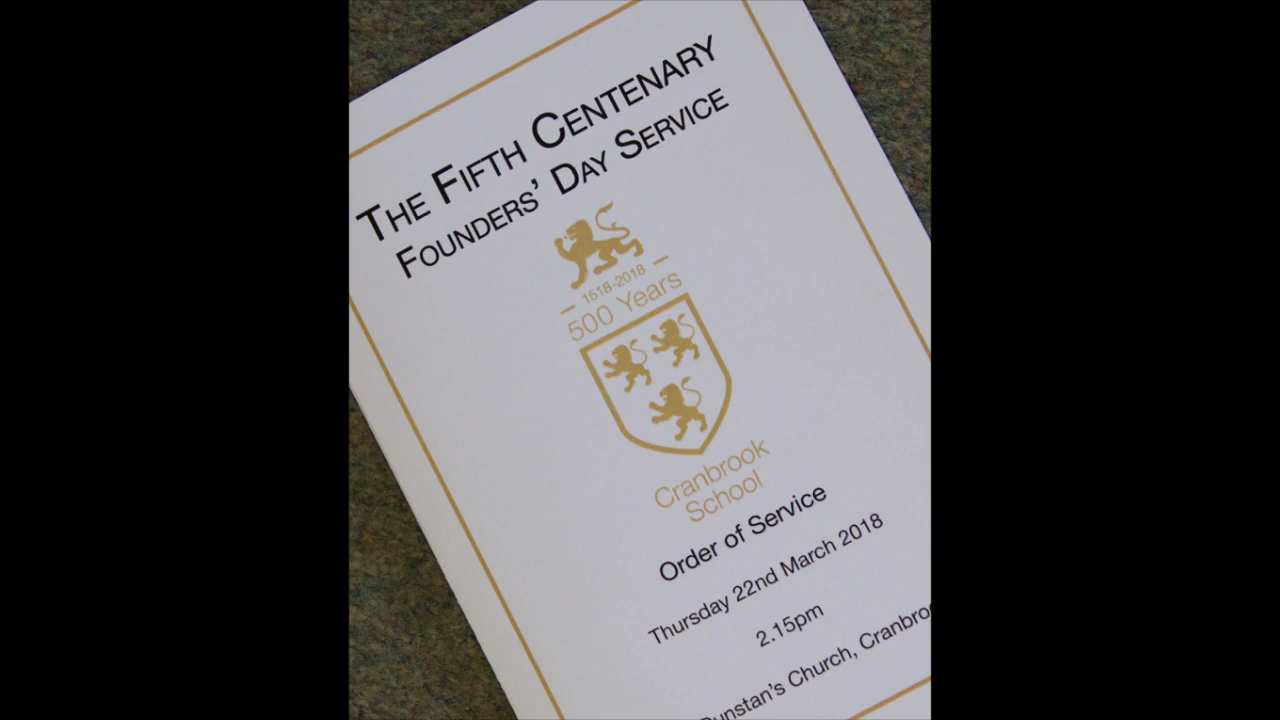 THE FIFTH CENTENARY
FOUNDERS' DAY SERVICE
1518-2018
500 Years
Cranbrook
School
Order of Service
Thursday 22nd March 2018
2.15pm
Dunstan's Church,